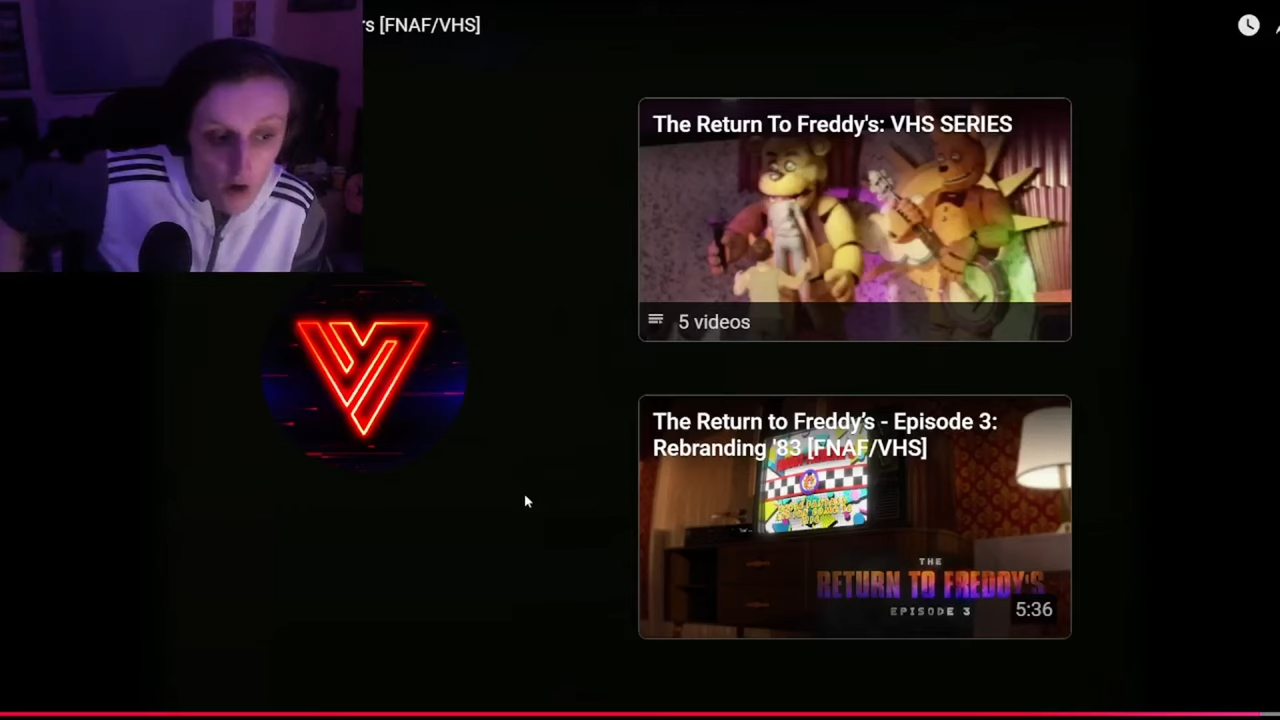 rs [FNAF/VHS]
The Return To Freddy's: VHS SERIES
5 videos
The Return to Freddy's - Episode 3:
Rebranding '83 [FNAF/VHS]
THE
RETURN TO FREDDY'S
EPISODE 3
5:36